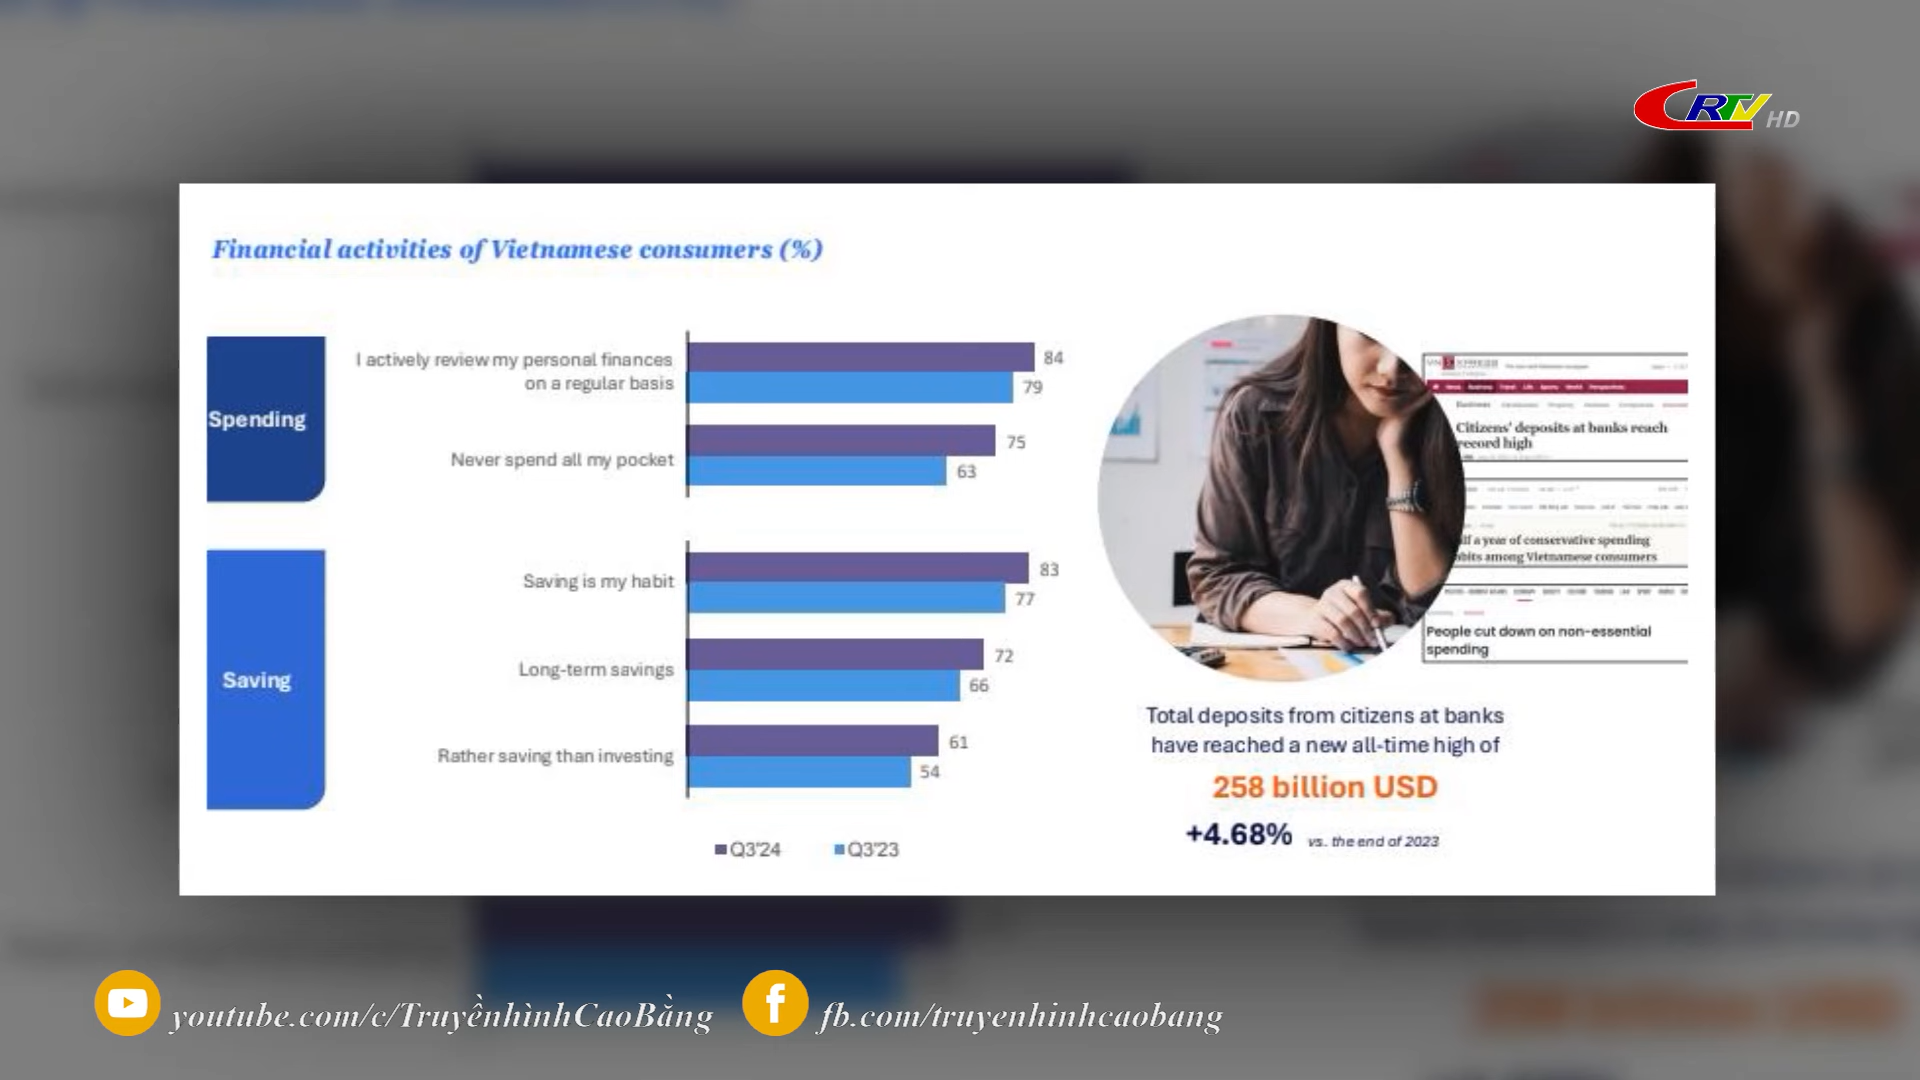 CRTV HD
Financial activities of Vietnamese consumers (%)
Spending
I actively review my personal finances
on a regular basis
84
79
Never spend all my pocket
75
63
Saving
Saving is my habit
83
77
Long-term savings
72
66
Rather saving than investing
61
54
Q3'24 Q3'23
Citizens' deposits at banks reach
record high
a year of conservative spending
among Vietnamese consumers
People cut down on non-essential
spending
Total deposits from citizens at banks
have reached a new all-time high of
258 billion USD
+4.68% vs. the end of 2023
youtube.com/c/TruyềnhìnhCaoBằng
fb.com/truyenhinhcaobang